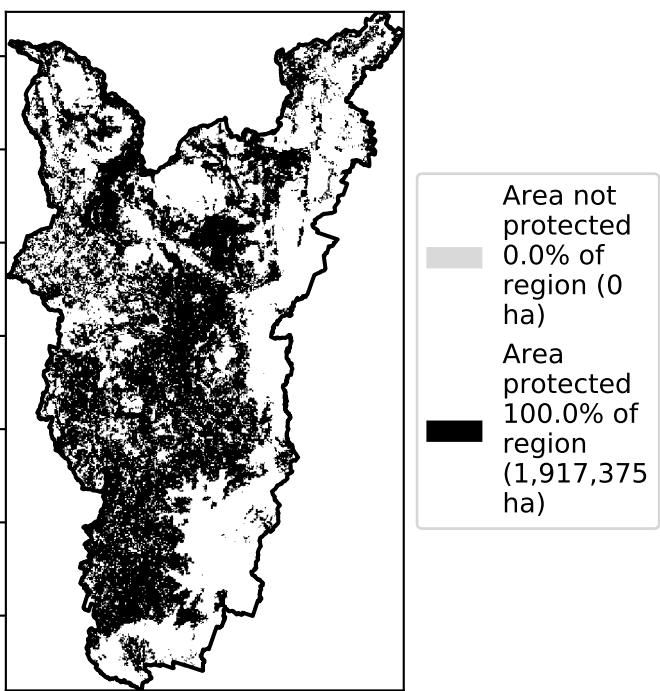 Area not
protected
0.0% of
region (0
ha)
Area
protected
100.0% of
region
(1,917,375
ha)